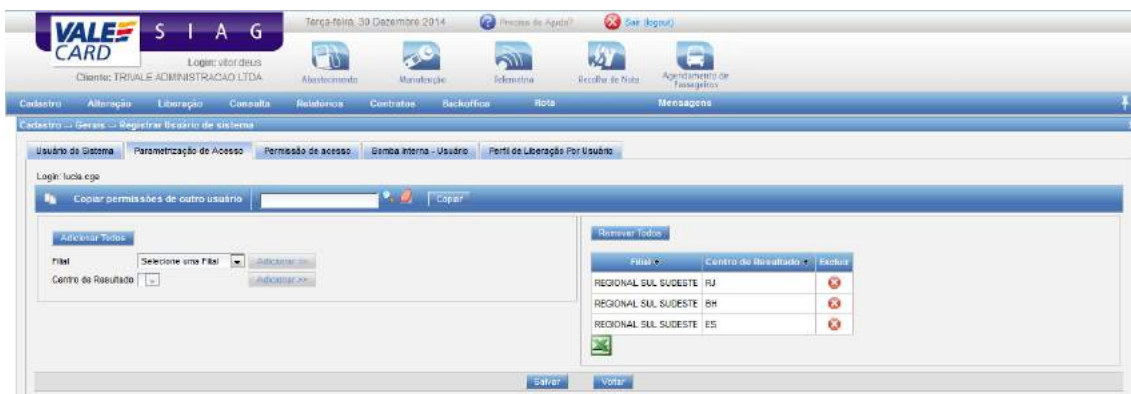 Terça-feira, 30 Dezembro 2014 Precisa de Ajuda? Sair (logout)
VALE CARD
S I A G
Login: vitor.deus
Cliente: TRIVALE ADMINISTRACAO LTDA
Abastecimento Manutenção Telemetria Recolha de Nota Agendamento de Passageiros
Cadastro Alteração Liberação Consulta Relatórios Contratos Backoffice Rota Mensagens
Cadastro → Gerais → Registrar Usuário de sistema
Usuário do Sistema Parametrização de Acesso Permissão de acesso Bomba interna - Usuário Perfil de Liberação Por Usuário
Login: lucia.ege
Copiar permissões de outro usuário Copiar
Adicionar Todos
Filial Selecione uma Filial Adicionar >>
Centro de Resultado Adicionar >>
Remover Todos
Filial Centro de Resultado Excluir
REGIONAL SUL SUDESTE RJ
REGIONAL SUL SUDESTE BH
REGIONAL SUL SUDESTE ES
Salvar Voltar